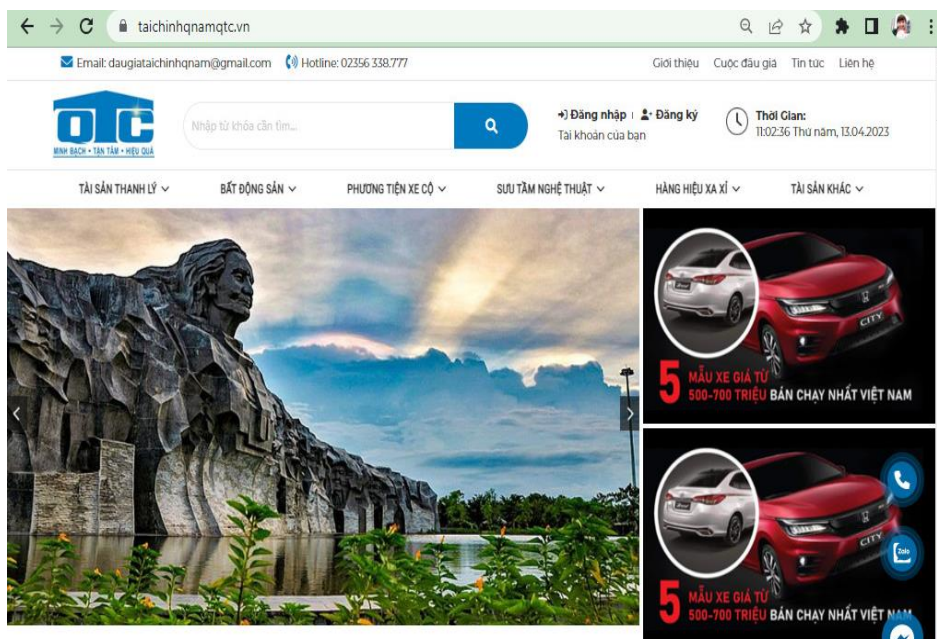 taichinhqnamqtc.vn
Email: daugiataichinhqnam@gmail.com Hotline: 02356 338.777 Giới thiệu Cuộc đấu giá Tin tức Liên hệ
QTC
MINH BẠCH • TẬN TÂM • HIỆU QUẢ
Nhập từ khóa cần tìm...
Đăng nhập Đăng ký
Tài khoản của bạn
Thời Gian:
11:02:36 Thứ năm, 13.04.2023
TÀI SẢN THANH LÝ BẤT ĐỘNG SẢN PHƯƠNG TIỆN XE CỘ SƯU TẦM NGHỆ THUẬT HÀNG HIỆU XA XỈ TÀI SẢN KHÁC
CITY
5 MẪU XE GIÁ TỪ
500-700 TRIỆU BÁN CHẠY NHẤT VIỆT NAM
CITY
Zalo
5 MẪU XE GIÁ TỪ
500-700 TRIỆU BÁN CHẠY NHẤT VIỆT NAM